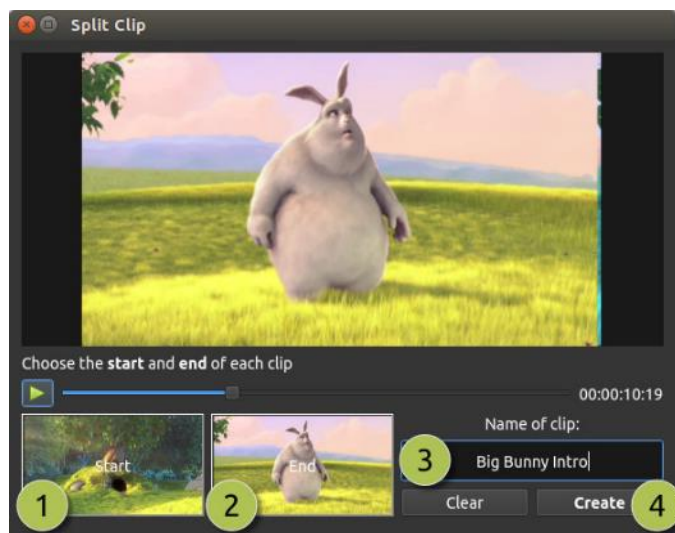 Split Clip
Choose the start and end of each clip
00:00:10:19
Start
End
Name of clip:
Big Bunny Intro
Clear
Create
1
2
3
4